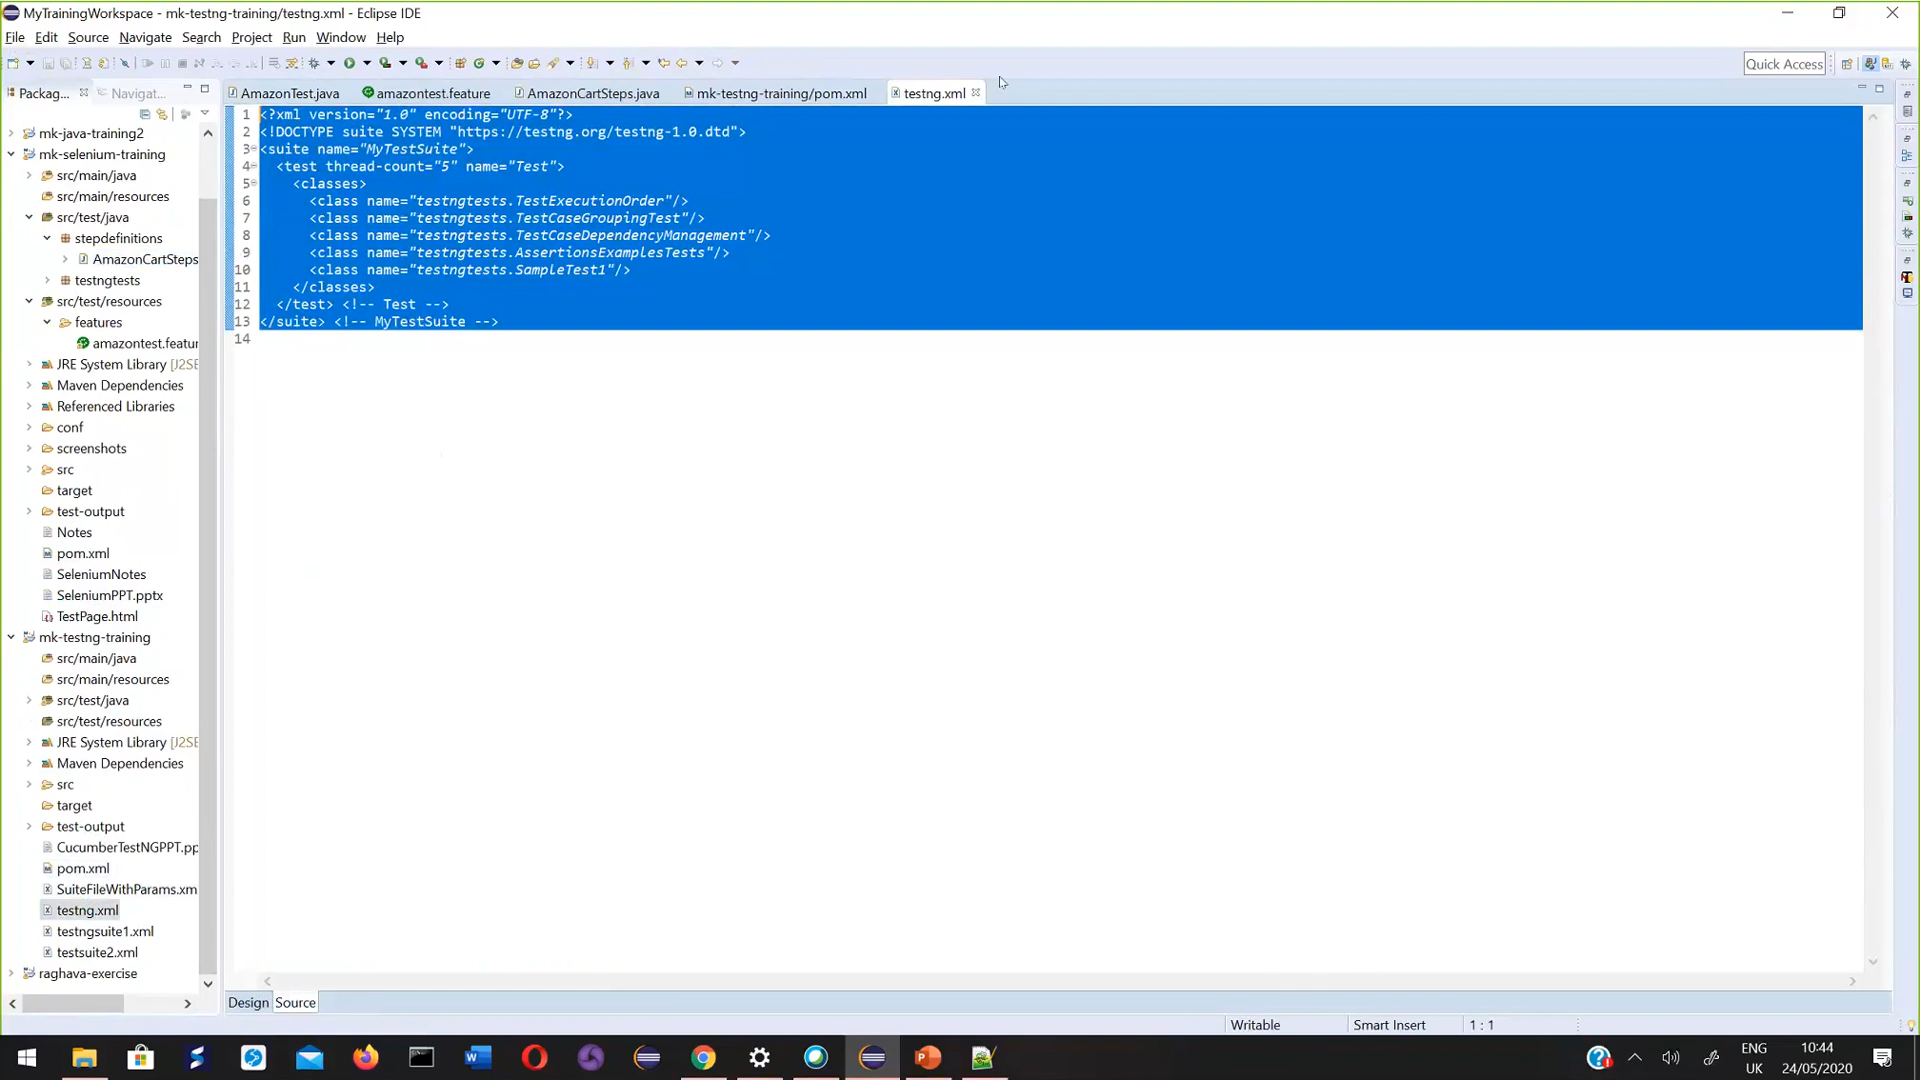 MyTrainingWorkspace - mk-testng-training/testng.xml - Eclipse IDE
File Edit Source Navigate Search Project Run Window Help
Quick Access
Packag... Navigat...
AmazonTest.java amazontest.feature AmazonCartSteps.java mk-testng-training/pom.xml testng.xml
1 <?xml version="1.0" encoding="UTF-8"?>
2 <!DOCTYPE suite SYSTEM "https://testng.org/testng-1.0.dtd">
3 <suite name="MyTestSuite">
4 <test thread-count="5" name="Test">
5 <classes>
6 <class name="testngtests.TestExecutionOrder"/>
7 <class name="testngtests.TestCaseGroupingTest"/>
8 <class name="testngtests.TestCaseDependencyManagement"/>
9 <class name="testngtests.AssertionsExamplesTests"/>
10 <class name="testngtests.SampleTest1"/>
11 </classes>
12 </test> <!-- Test -->
13 </suite> <!-- MyTestSuite -->
14
mk-java-training2
mk-selenium-training
src/main/java
src/main/resources
src/test/java
stepdefinitions
AmazonCartSteps
testngtests
src/test/resources
features
amazontest.featur
JRE System Library [J2SE
Maven Dependencies
Referenced Libraries
conf
screenshots
src
target
test-output
Notes
pom.xml
SeleniumNotes
SeleniumPPT.pptx
TestPage.html
mk-testng-training
src/main/java
src/main/resources
src/test/java
src/test/resources
JRE System Library [J2SE
Maven Dependencies
src
target
test-output
CucumberTestNGPPT.pp
pom.xml
SuiteFileWithParams.xm
testng.xml
testngsuite1.xml
testsuite2.xml
raghava-exercise
Design Source
Writable Smart Insert 1 : 1
ENG 10:44
UK 24/05/2020